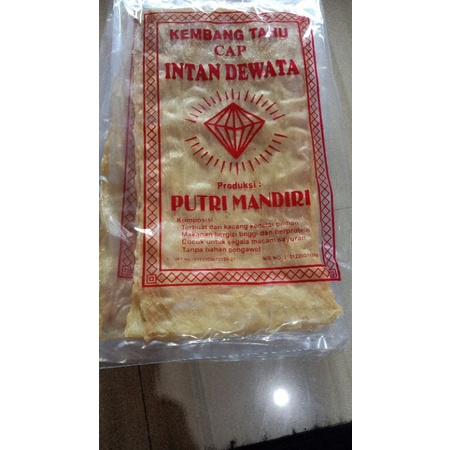 KEMBANG TAHU
CAP
INTAN DEWATA
Produksi :
PUTRI MANDIRI
Komposisi :
Terbuat dari kacang kedelai pilihan
Makanan bergizi tinggi dan berprotein
Cocok untuk segala macam sayuran
Tanpa bahan pengawet